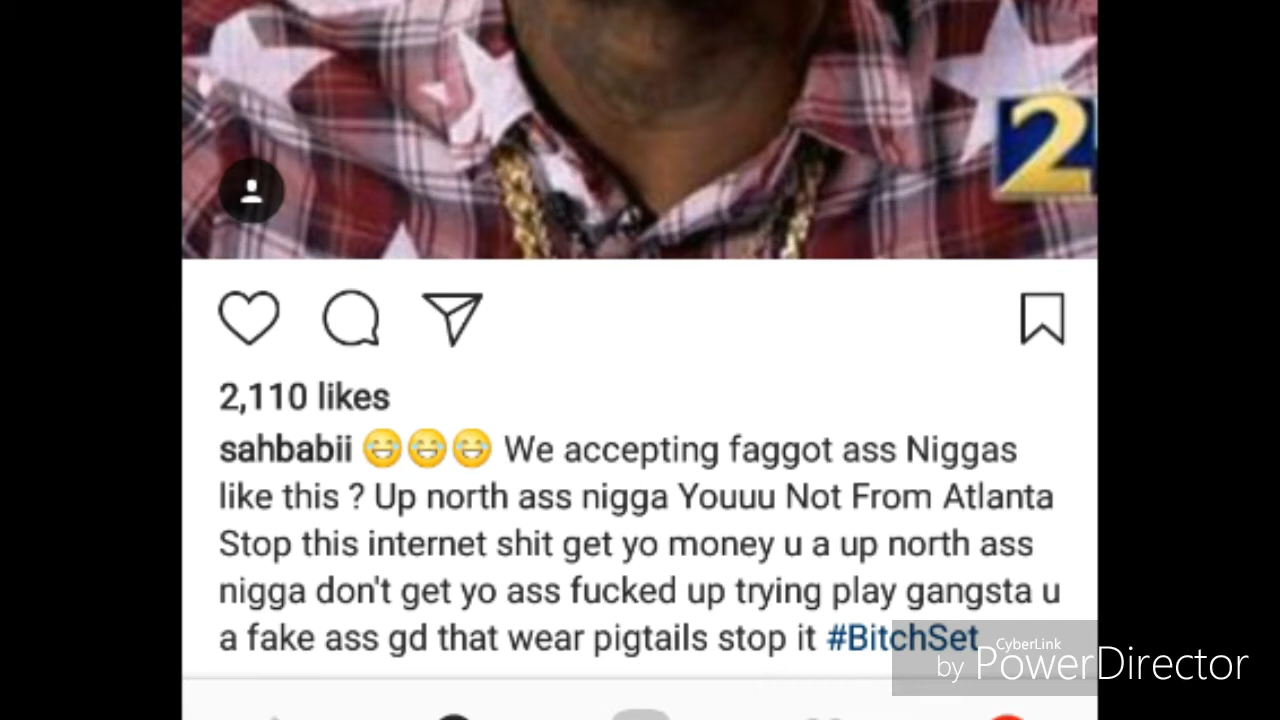 2
2,110 likes
sahbabii 😂😂😂 We accepting faggot ass Niggas
like this ? Up north ass nigga Youuu Not From Atlanta
Stop this internet shit get yo money u a up north ass
nigga don't get yo ass fucked up trying play gangsta u
a fake ass gd that wear pigtails stop it #BitchSet
CyberLink
by PowerDirector